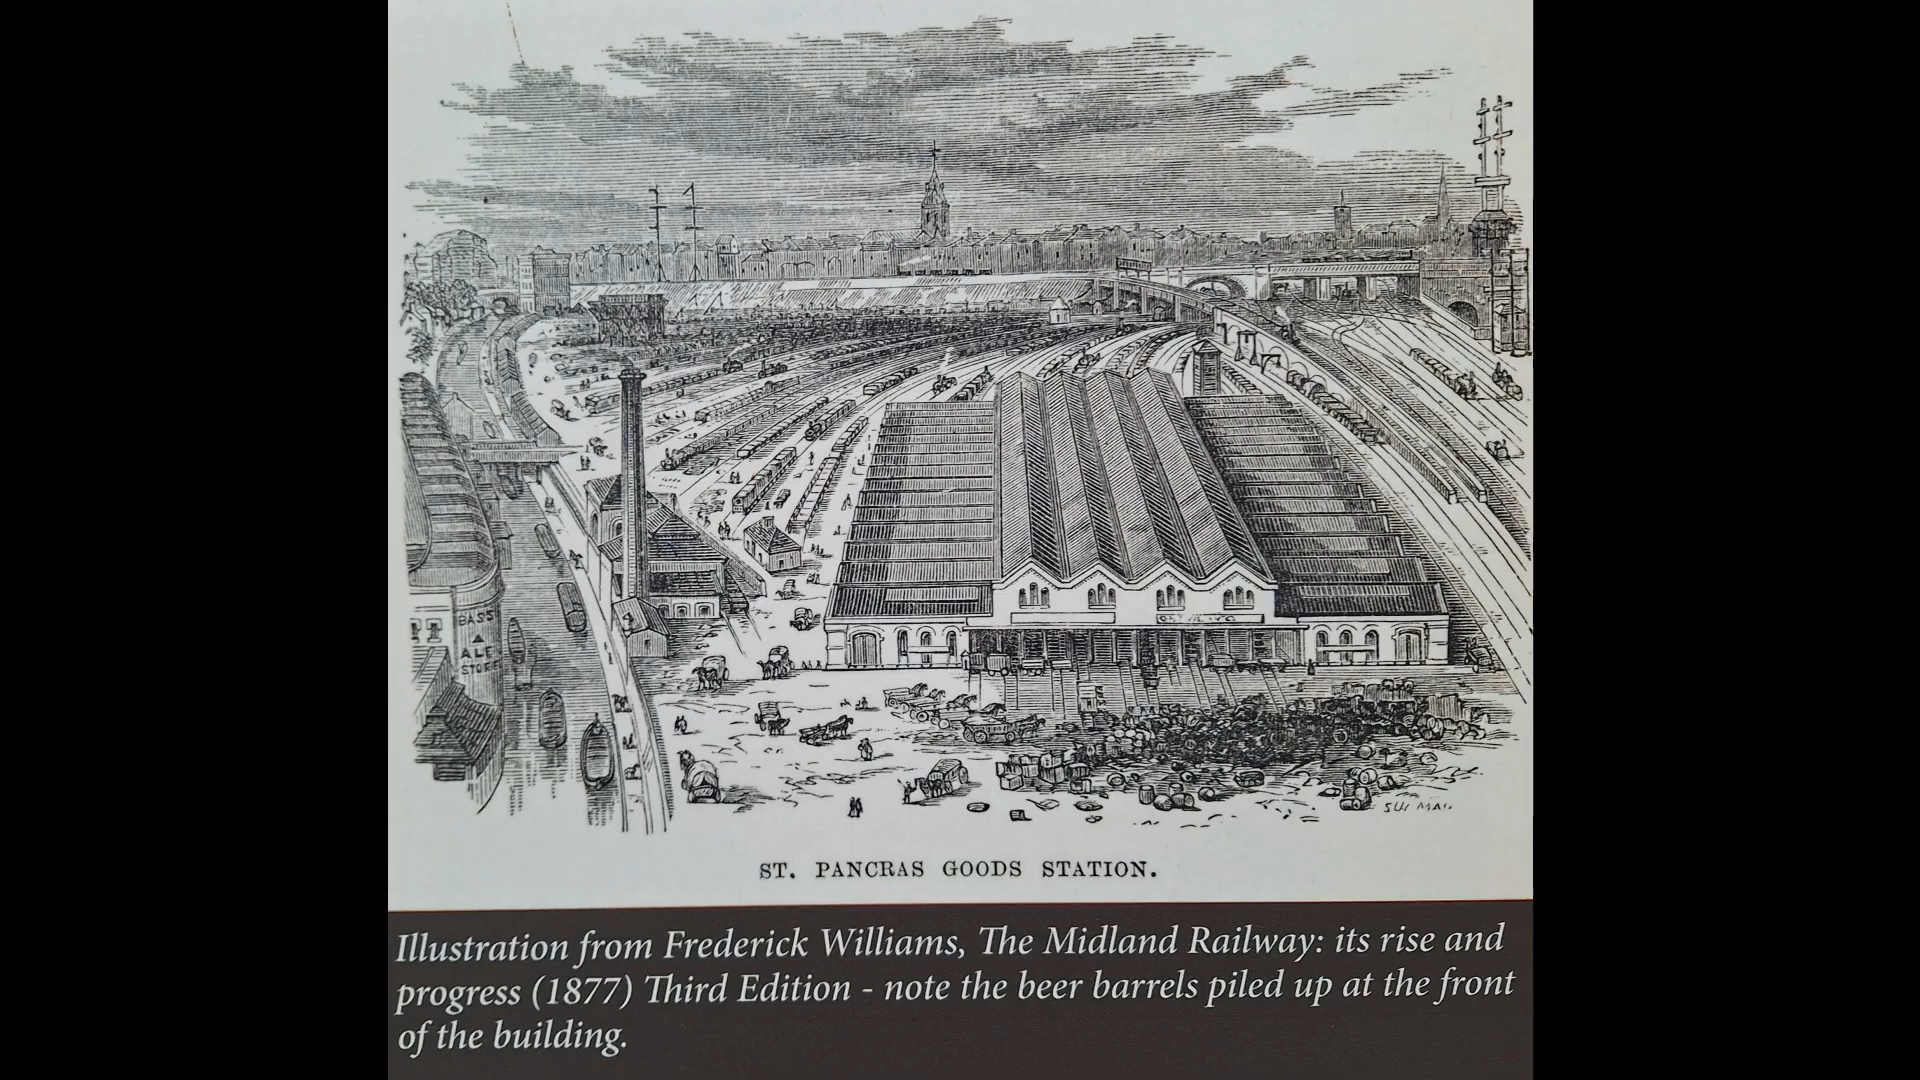 BASS
ALE
STORE
ST. PANCRAS GOODS STATION.
Illustration from Frederick Williams, The Midland Railway: its rise and
progress (1877) Third Edition - note the beer barrels piled up at the front
of the building.